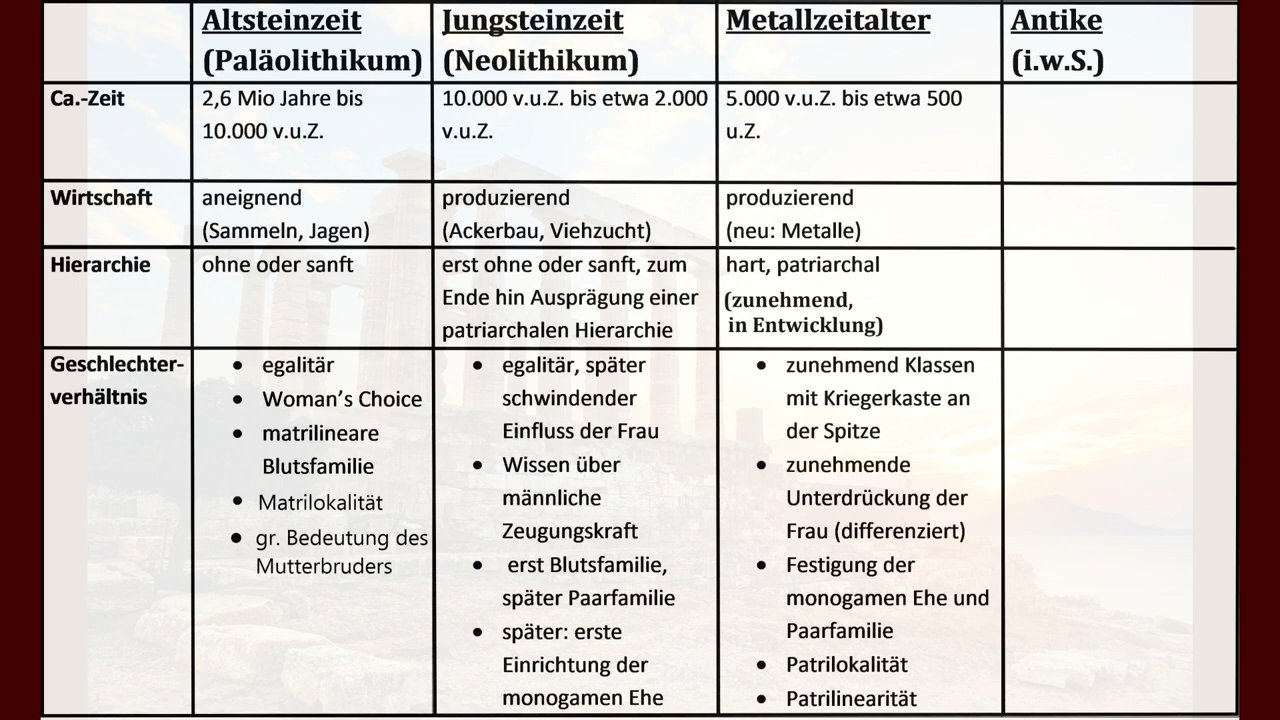 Altsteinzeit
(Paläolithikum)
Jungsteinzeit
(Neolithikum)
Metallzeitalter
Antike
(i.w.S.)
Ca.-Zeit
2,6 Mio Jahre bis
10.000 v.u.Z.
10.000 v.u.Z. bis etwa 2.000
v.u.Z.
5.000 v.u.Z. bis etwa 500
u.Z.
Wirtschaft
aneignend
(Sammeln, Jagen)
produzierend
(Ackerbau, Viehzucht)
produzierend
(neu: Metalle)
Hierarchie
ohne oder sanft
erst ohne oder sanft, zum
Ende hin Ausprägung einer
patriarchalen Hierarchie
hart, patriarchal
(zunehmend,
in Entwicklung)
Geschlechter-
verhältnis
• egalitär
• Woman's Choice
• matrilineare
Blutsfamilie
• Matrilokalität
• gr. Bedeutung des
Mutterbruders
• egalitär, später
schwindender
Einfluss der Frau
• Wissen über
männliche
Zeugungskraft
• erst Blutsfamilie,
später Paarfamilie
• später: erste
Einrichtung der
monogamen Ehe
• zunehmend Klassen
mit Kriegerkaste an
der Spitze
• zunehmende
Unterdrückung der
Frau (differenziert)
• Festigung der
monogamen Ehe und
Paarfamilie
• Patrilokalität
• Patrilinearität